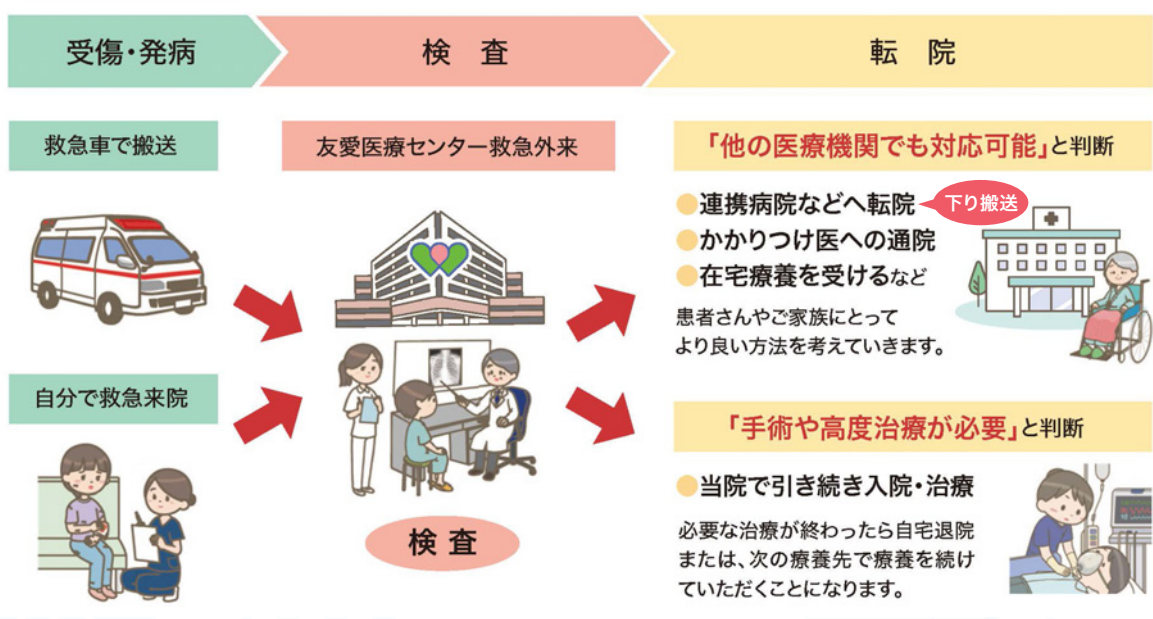 受傷・発病
検 査
転 院
救急車で搬送
自分で救急来院
友愛医療センター救急外来
検 査
「他の医療機関でも対応可能」と判断
●連携病院などへ転院
下り搬送
●かかりつけ医への通院
●在宅療養を受けるなど
患者さんやご家族にとって
より良い方法を考えていきます。
「手術や高度治療が必要」と判断
●当院で引き続き入院・治療
必要な治療が終わったら自宅退院
または、次の療養先で療養を続け
ていただくことになります。